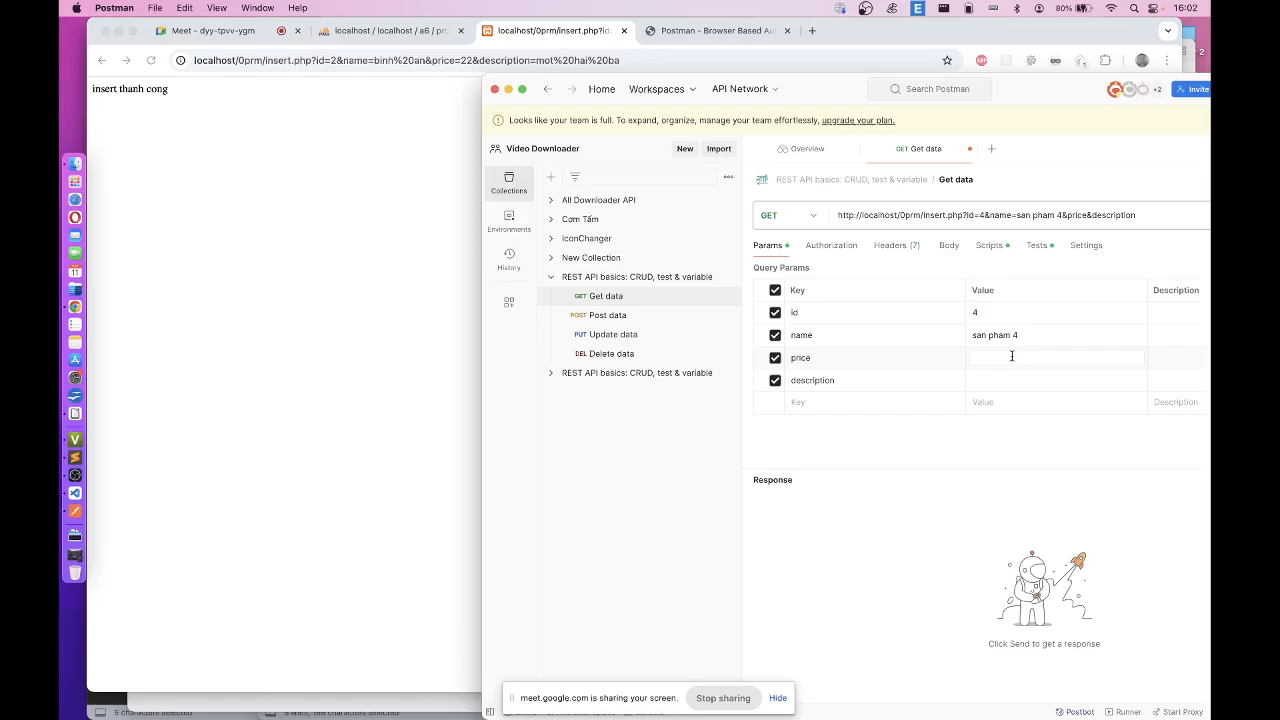 Postman File Edit View Window Help 80% 16:02
Meet - dyy-tpvv-ygm
localhost / localhost / a6 / pro
localhost/0prm/insert.php?id=
Postman - Browser Based Au
localhost/0prm/insert.php?id=2&name=binh%20an&price=22&description=mot%20hai%20ba
insert thanh cong
Home Workspaces API Network Search Postman +2 Invite
Looks like your team is full. To expand, organize, manage your team effortlessly, upgrade your plan.
Video Downloader New Import
Overview GET Get data
Collections
Environments
History
All Downloader API
Cơm Tấm
IconChanger
New Collection
REST API basics: CRUD, test & variable
GET Get data
POST Post data
PUT Update data
DEL Delete data
REST API basics: CRUD, test & variable
REST API basics: CRUD, test & variable / Get data
GET http://localhost/0prm/insert.php?id=4&name=san pham 4&price&description
Params Authorization Headers (7) Body Scripts Tests Settings
Query Params
Key Value Description
id 4
name san pham 4
price
description
Key Value Description
Response
Click Send to get a response
meet.google.com is sharing your screen. Stop sharing Hide
5 characters selected
Postbot Runner Start Proxy